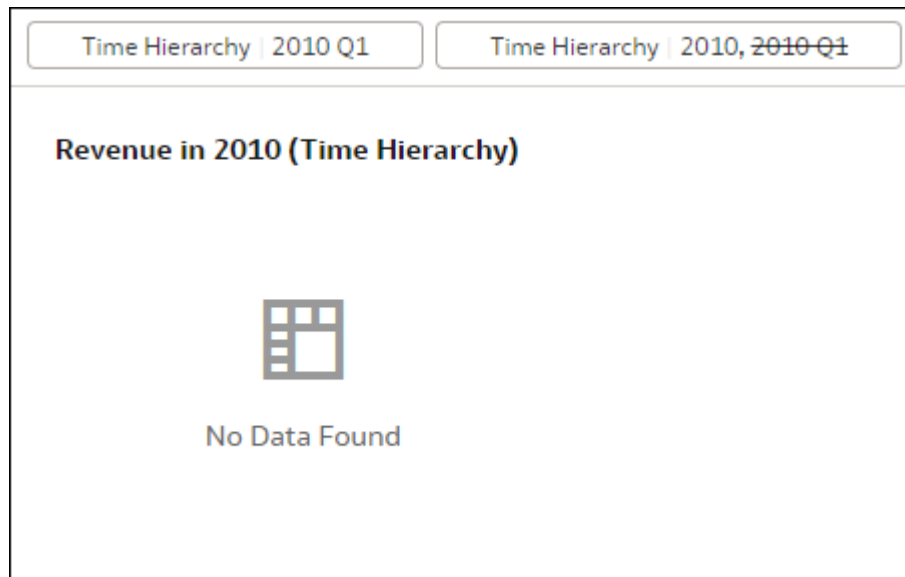 Time Hierarchy | 2010 Q1
Time Hierarchy | 2010, 2010 Q1
Revenue in 2010 (Time Hierarchy)
No Data Found